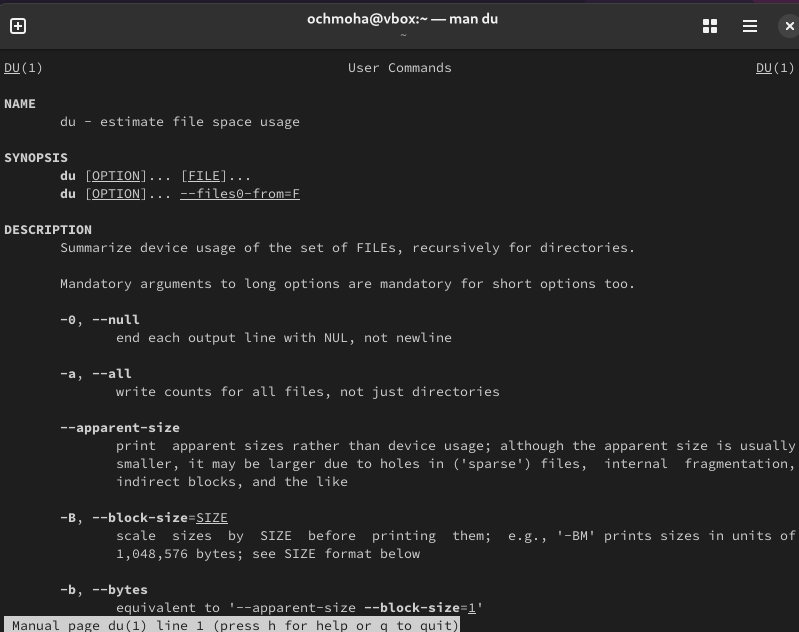 ochmoha@vbox:~ — man du
~
DU(1) User Commands DU(1)
NAME
du - estimate file space usage
SYNOPSIS
du [OPTION]... [FILE]...
du [OPTION]... --files0-from=F
DESCRIPTION
Summarize device usage of the set of FILEs, recursively for directories.
Mandatory arguments to long options are mandatory for short options too.
-0, --null
end each output line with NUL, not newline
-a, --all
write counts for all files, not just directories
--apparent-size
print apparent sizes rather than device usage; although the apparent size is usually
smaller, it may be larger due to holes in ('sparse') files, internal fragmentation,
indirect blocks, and the like
-B, --block-size=SIZE
scale sizes by SIZE before printing them; e.g., '-BM' prints sizes in units of
1,048,576 bytes; see SIZE format below
-b, --bytes
equivalent to '--apparent-size --block-size=1'
Manual page du(1) line 1 (press h for help or q to quit)